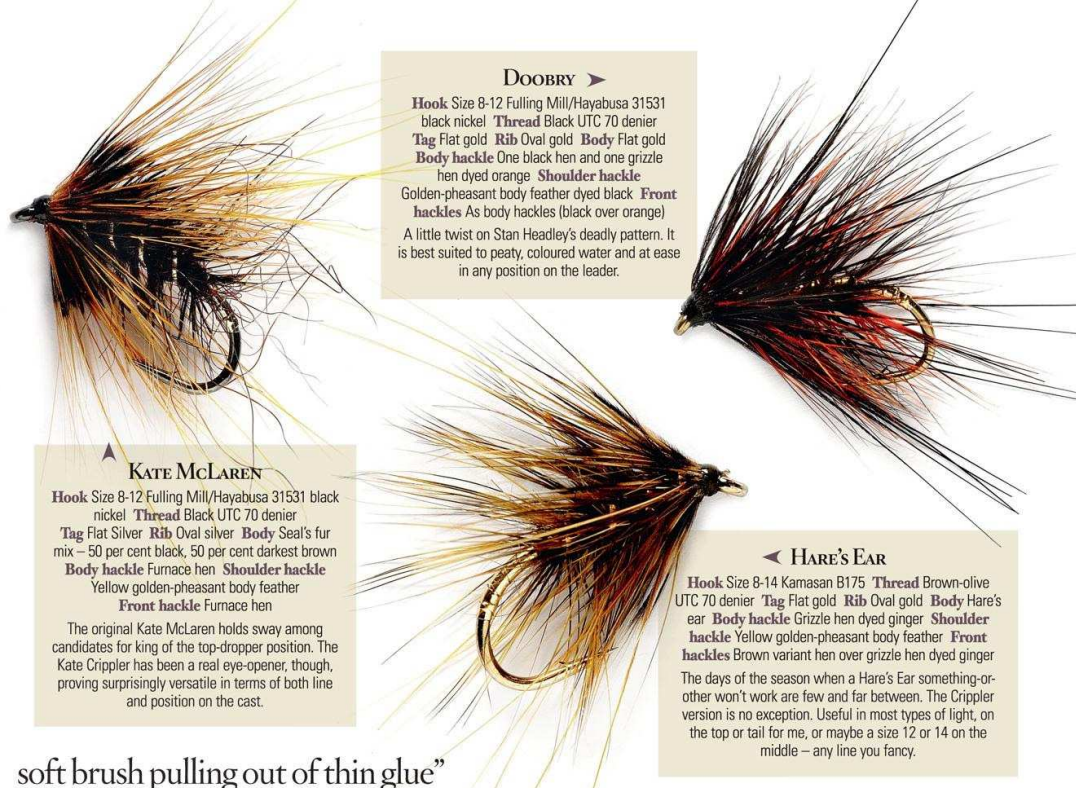 DOOBRY
Hook Size 8-12 Fulling Mill/Hayabusa 31531
black nickel Thread Black UTC 70 denier
Tag Flat gold Rib Oval gold Body Flat gold
Body hackle One black hen and one grizzle
hen dyed orange Shoulder hackle
Golden-pheasant body feather dyed black Front
hackles As body hackles (black over orange)
A little twist on Stan Headley's deadly pattern. It
is best suited to peaty, coloured water and at ease
in any position on the leader.
KATE MCLAREN
Hook Size 8-12 Fulling Mill/Hayabusa 31531 black
nickel Thread Black UTC 70 denier
Tag Flat Silver Rib Oval silver Body Seal's fur
mix – 50 per cent black, 50 per cent darkest brown
Body hackle Furnace hen Shoulder hackle
Yellow golden-pheasant body feather
Front hackle Furnace hen
The original Kate McLaren holds sway among
candidates for king of the top-dropper position. The
Kate Crippler has been a real eye-opener, though,
proving surprisingly versatile in terms of both line
and position on the cast.
HARE'S EAR
Hook Size 8-14 Kamasan B175 Thread Brown-olive
UTC 70 denier Tag Flat gold Rib Oval gold Body Hare's
ear Body hackle Grizzle hen dyed ginger Shoulder
hackle Yellow golden-pheasant body feather Front
hackles Brown variant hen over grizzle hen dyed ginger
The days of the season when a Hare's Ear something-or-
other won't work are few and far between. The Crippler
version is no exception. Useful in most types of light, on
the top or tail for me, or maybe a size 12 or 14 on the
middle – any line you fancy.
soft brush pulling out of thin glue”